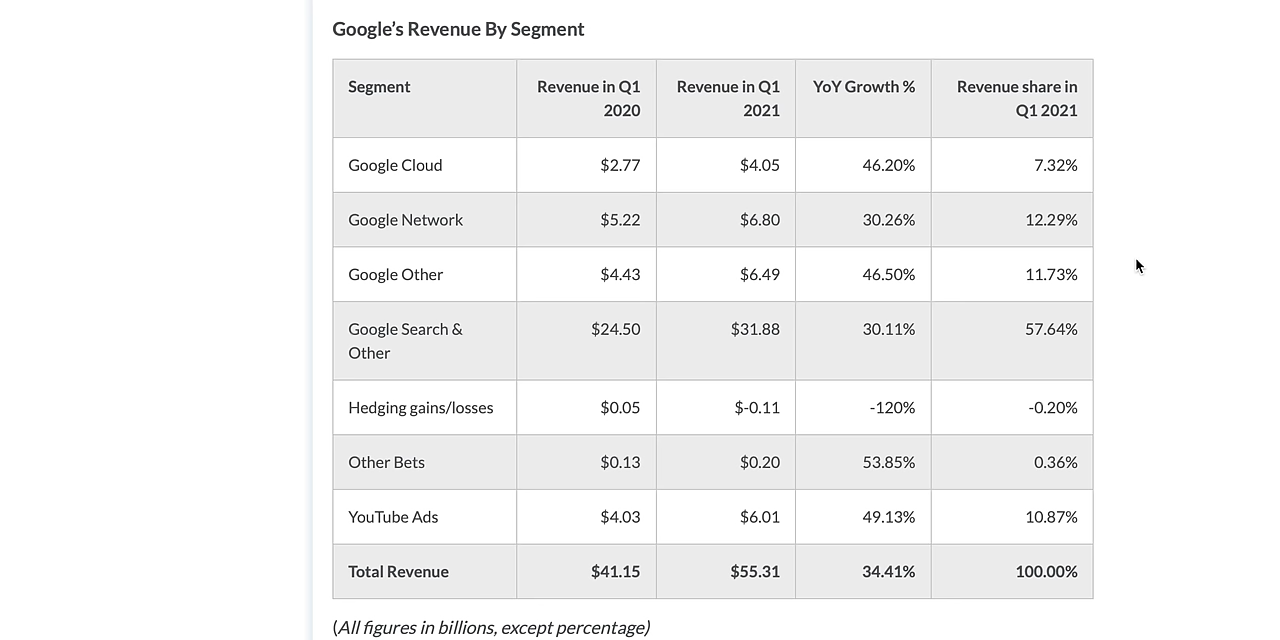 Google’s Revenue By Segment
Segment Revenue in Q1 2020 Revenue in Q1 2021 YoY Growth % Revenue share in Q1 2021
Google Cloud $2.77 $4.05 46.20% 7.32%
Google Network $5.22 $6.80 30.26% 12.29%
Google Other $4.43 $6.49 46.50% 11.73%
Google Search & Other $24.50 $31.88 30.11% 57.64%
Hedging gains/losses $0.05 $-0.11 -120% -0.20%
Other Bets $0.13 $0.20 53.85% 0.36%
YouTube Ads $4.03 $6.01 49.13% 10.87%
Total Revenue $41.15 $55.31 34.41% 100.00%
(All figures in billions, except percentage)